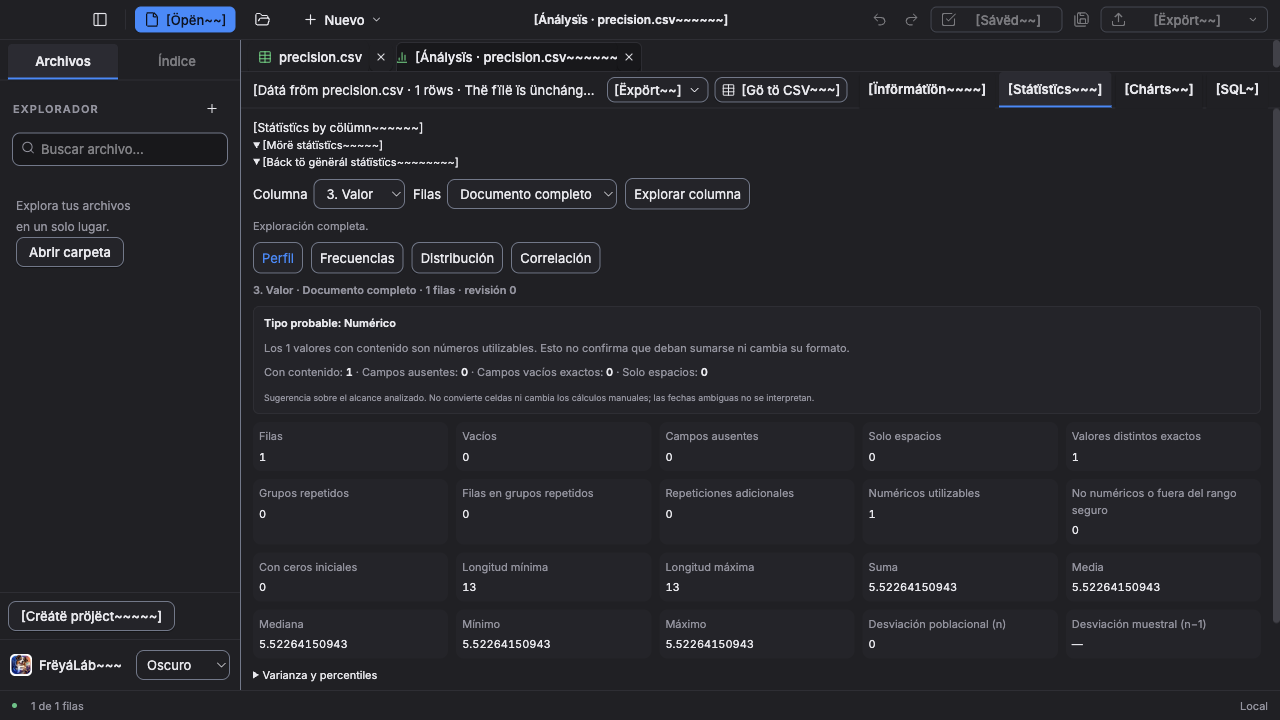 [Öpën~~]
Nuevo
[Ánálysïs · precision.csv~~~~~~]
[Sávëd~~]
[Ëxpört~~]
Archivos
Índice
precision.csv
[Ánálysïs · precision.csv~~~~~~
EXPLORADOR
[Dátá fröm precision.csv · 1 röws · Thë fïlë ïs üncháng...
[Ëxpört~~]
[Gö tö CSV~~~]
[Ïnförmátïön~~~~]
[Státïstïcs~~~]
[Chárts~~]
[SQL~]
Buscar archivo...
Explora tus archivos
en un solo lugar.
Abrir carpeta
[Státïstïcs by cölümn~~~~~~]
[Mörë státïstïcs~~~~~]
[Báck tö gënërál státïstïcs~~~~~~~~]
Columna
3. Valor
Filas
Documento completo
Explorar columna
Exploración completa.
Perfil
Frecuencias
Distribución
Correlación
3. Valor · Documento completo · 1 filas · revisión 0
Tipo probable: Numérico
Los 1 valores con contenido son números utilizables. Esto no confirma que deban sumarse ni cambia su formato.
Con contenido: 1 · Campos ausentes: 0 · Campos vacíos exactos: 0 · Solo espacios: 0
Sugerencia sobre el alcance analizado. No convierte celdas ni cambia los cálculos manuales; las fechas ambiguas no se interpretan.
Filas
1
Vacíos
0
Campos ausentes
0
Solo espacios
0
Valores distintos exactos
1
Grupos repetidos
0
Filas en grupos repetidos
0
Repeticiones adicionales
0
Numéricos utilizables
1
No numéricos o fuera del rango
seguro
0
Con ceros iniciales
0
Longitud mínima
13
Longitud máxima
13
Suma
5.52264150943
Media
5.52264150943
Mediana
5.52264150943
Mínimo
5.52264150943
Máximo
5.52264150943
Desviación poblacional (n)
0
Desviación muestral (n−1)
—
Varianza y percentiles
[Crëátë pröjëct~~~~~]
FrëyáLáb~~~
Oscuro
1 de 1 filas
Local